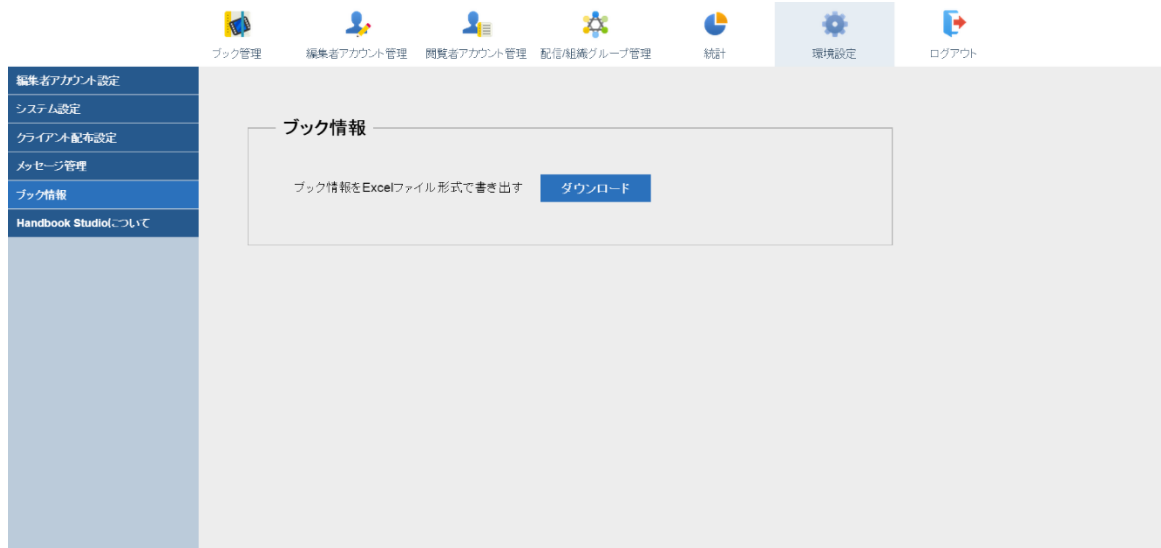 ブック管理
編集者アカウント管理
閲覧者アカウント管理
配信/組織グループ管理
統計
環境設定
ログアウト
編集者アカウント設定
システム設定
クライアント配布設定
メッセージ管理
ブック情報
Handbook Studioについて
ブック情報
ブック情報をExcelファイル形式で書き出す
ダウンロード